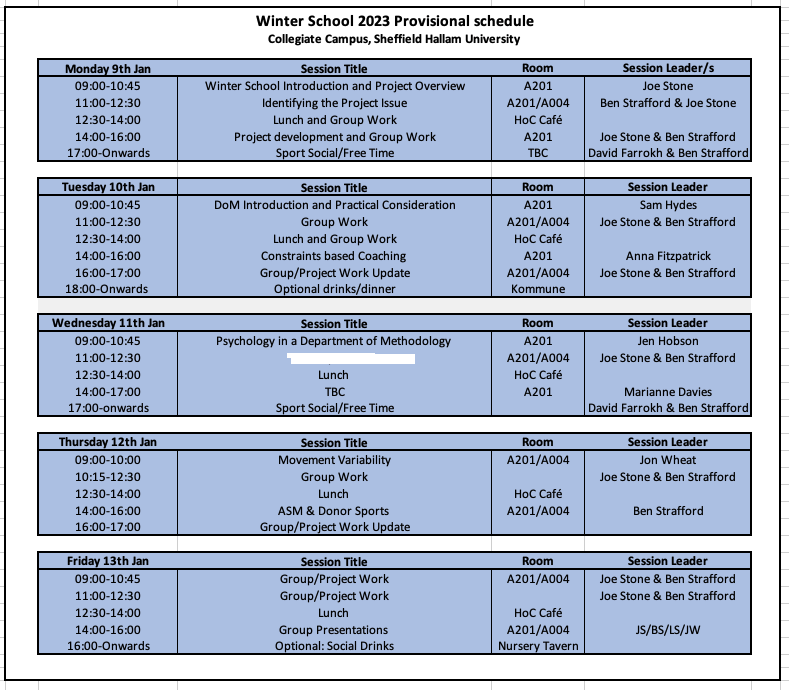 Winter School 2023 Provisional schedule
Collegiate Campus, Sheffield Hallam University
Monday 9th Jan Session Title Room Session Leader/s
09:00-10:45 Winter School Introduction and Project Overview A201 Joe Stone
11:00-12:30 Identifying the Project Issue A201/A004 Ben Strafford & Joe Stone
12:30-14:00 Lunch and Group Work HoC Café
14:00-16:00 Project development and Group Work A201 Joe Stone & Ben Strafford
17:00-Onwards Sport Social/Free Time TBC David Farrokh & Ben Strafford
Tuesday 10th Jan Session Title Room Session Leader
09:00-10:45 DoM Introduction and Practical Consideration A201 Sam Hydes
11:00-12:30 Group Work A201/A004 Joe Stone & Ben Strafford
12:30-14:00 Lunch and Group Work HoC Café
14:00-16:00 Constraints based Coaching A201 Anna Fitzpatrick
16:00-17:00 Group/Project Work Update A201/A004 Joe Stone & Ben Strafford
18:00-Onwards Optional drinks/dinner Kommune
Wednesday 11th Jan Session Title Room Session Leader
09:00-10:45 Psychology in a Department of Methodology A201 Jen Hobson
11:00-12:30 A201/A004 Joe Stone & Ben Strafford
12:30-14:00 Lunch HoC Café
14:00-17:00 TBC A201 Marianne Davies
17:00-onwards Sport Social/Free Time David Farrokh & Ben Strafford
Thursday 12th Jan Session Title Room Session Leader
09:00-10:00 Movement Variability A201/A004 Jon Wheat
10:15-12:30 Group Work Joe Stone & Ben Strafford
12:30-14:00 Lunch HoC Café
14:00-16:00 ASM & Donor Sports A201/A004 Ben Strafford
16:00-17:00 Group/Project Work Update
Friday 13th Jan Session Title Room Session Leader
09:00-10:45 Group/Project Work A201/A004 Joe Stone & Ben Strafford
11:00-12:30 Group/Project Work Joe Stone & Ben Strafford
12:30-14:00 Lunch HoC Café
14:00-16:00 Group Presentations A201/A004 JS/BS/LS/JW
16:00-Onwards Optional: Social Drinks Nursery Tavern